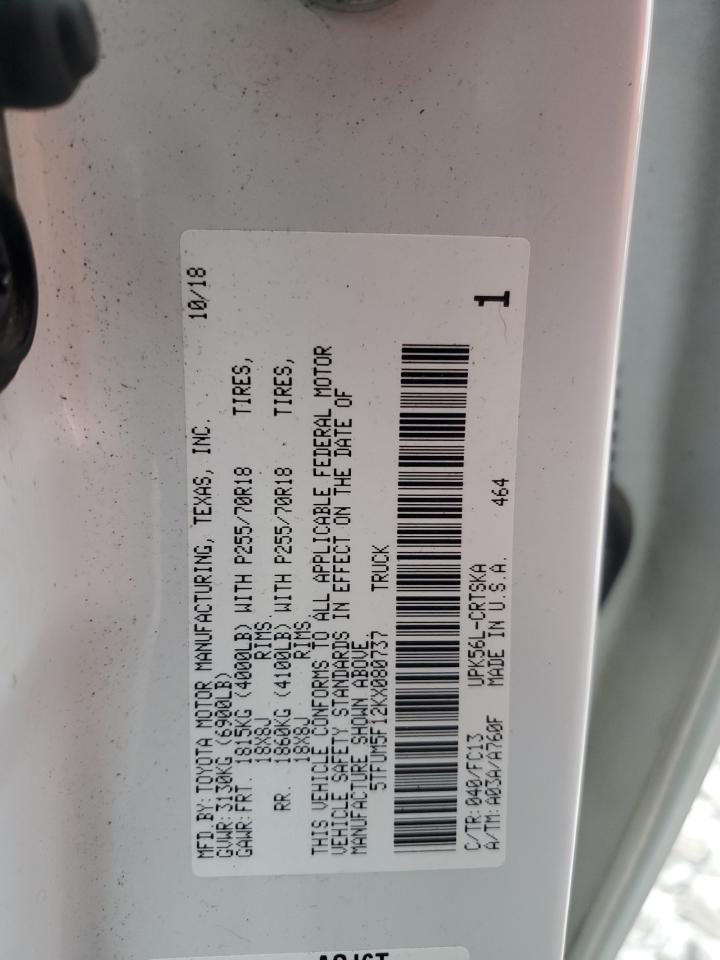 MFD BY: TOYOTA MOTOR MANUFACTURING, TEXAS, INC. 10/18
GVWR: 3130KG (6900LB)
GAWR: FRT. 1815KG (4000LB) WITH P255/70R18 TIRES,
18X8J RIMS.
RR. 1860KG (4100LB) WITH P255/70R18 TIRES,
18X8J RIMS
THIS VEHICLE CONFORMS TO ALL APPLICABLE FEDERAL MOTOR
VEHICLE SAFETY STANDARDS IN EFFECT ON THE DATE OF
MANUFACTURE SHOWN ABOVE.
5TFUM5F12KX080737 TRUCK
C/TR: 040/FC13 UPK56L-CRTSKA
A/TM: A03A/A760F MADE IN U.S.A. 464
1